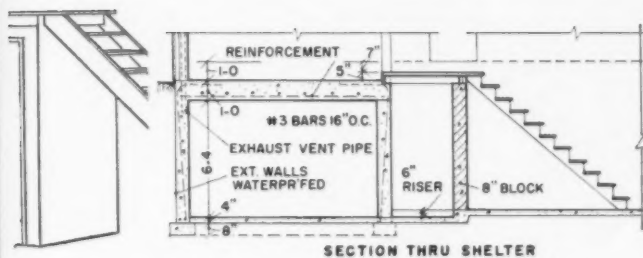 REINFORCEMENT
7"
1-0
5"
1-0
#3 BARS 16" O.C.
EXHAUST VENT PIPE
6-4
EXT. WALLS
WATERPR'FED
6"
RISER
8" BLOCK
4"
8"
SECTION THRU SHELTER